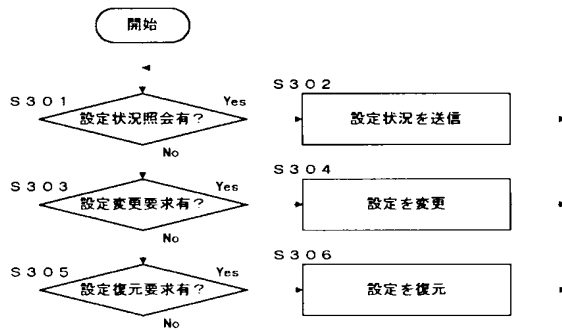 開始
S301
設定状況照会有?
Yes
No
S302
設定状況を送信
S303
設定変更要求有?
Yes
No
S304
設定を変更
S305
設定復元要求有?
Yes
No
S306
設定を復元